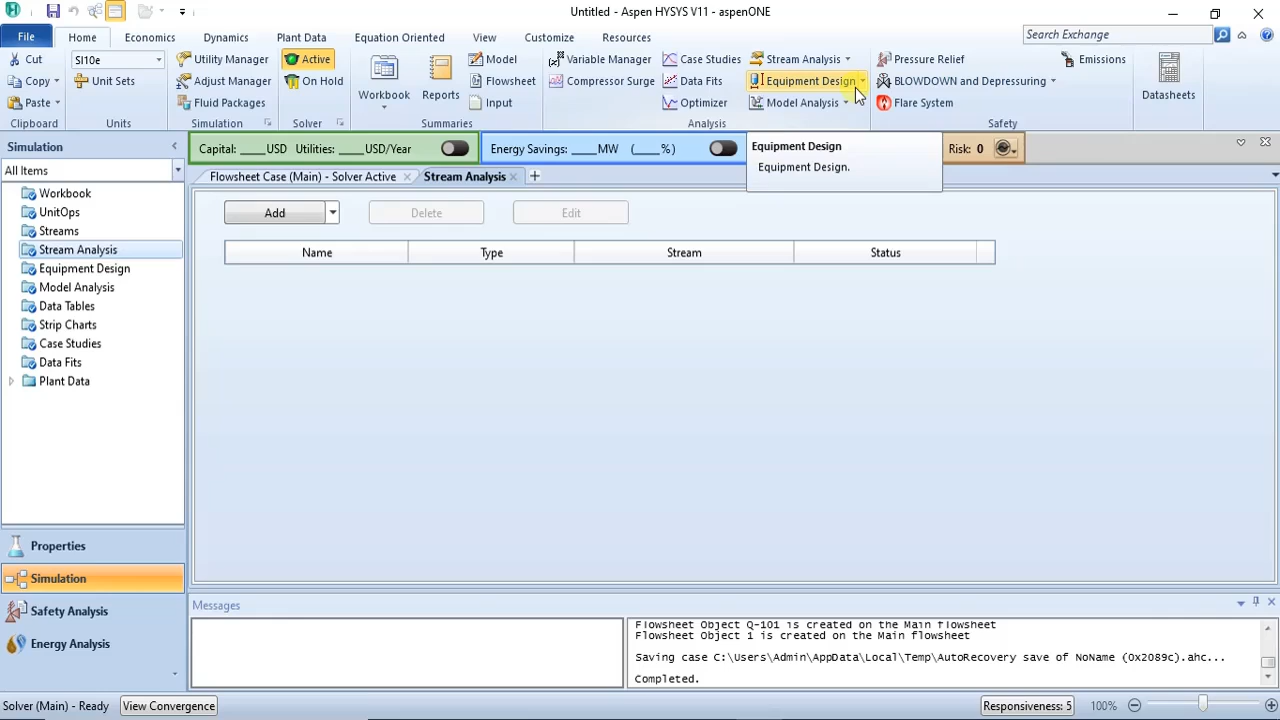 Untitled - Aspen HYSYS V11 - aspenONE
File Home Economics Dynamics Plant Data Equation Oriented View Customize Resources Search Exchange
Cut SI10e Utility Manager Active Model Variable Manager Case Studies Stream Analysis Pressure Relief Emissions
Copy Unit Sets Adjust Manager On Hold Workbook Reports Flowsheet Compressor Surge Data Fits Equipment Design BLOWDOWN and Depressuring Datasheets
Paste Fluid Packages Input Optimizer Model Analysis Flare System
Clipboard Units Simulation Solver Summaries Analysis Safety
Simulation
Capital: ____USD Utilities: ____USD/Year Energy Savings: ____MW (____%) Equipment Design Risk: 0
Equipment Design.
All Items
Flowsheet Case (Main) - Solver Active Stream Analysis
Workbook
UnitOps
Streams
Stream Analysis
Equipment Design
Model Analysis
Data Tables
Strip Charts
Case Studies
Data Fits
Plant Data
Add Delete Edit
Name Type Stream Status
Properties
Simulation
Safety Analysis
Energy Analysis
Messages
Flowsheet Object Q-101 is created on the Main flowsheet
Flowsheet Object 1 is created on the Main flowsheet
Saving case C:\Users\Admin\AppData\Local\Temp\AutoRecovery save of NoName (0x2089c).ahc...
Completed.
Solver (Main) - Ready View Convergence Responsiveness: 5 100%